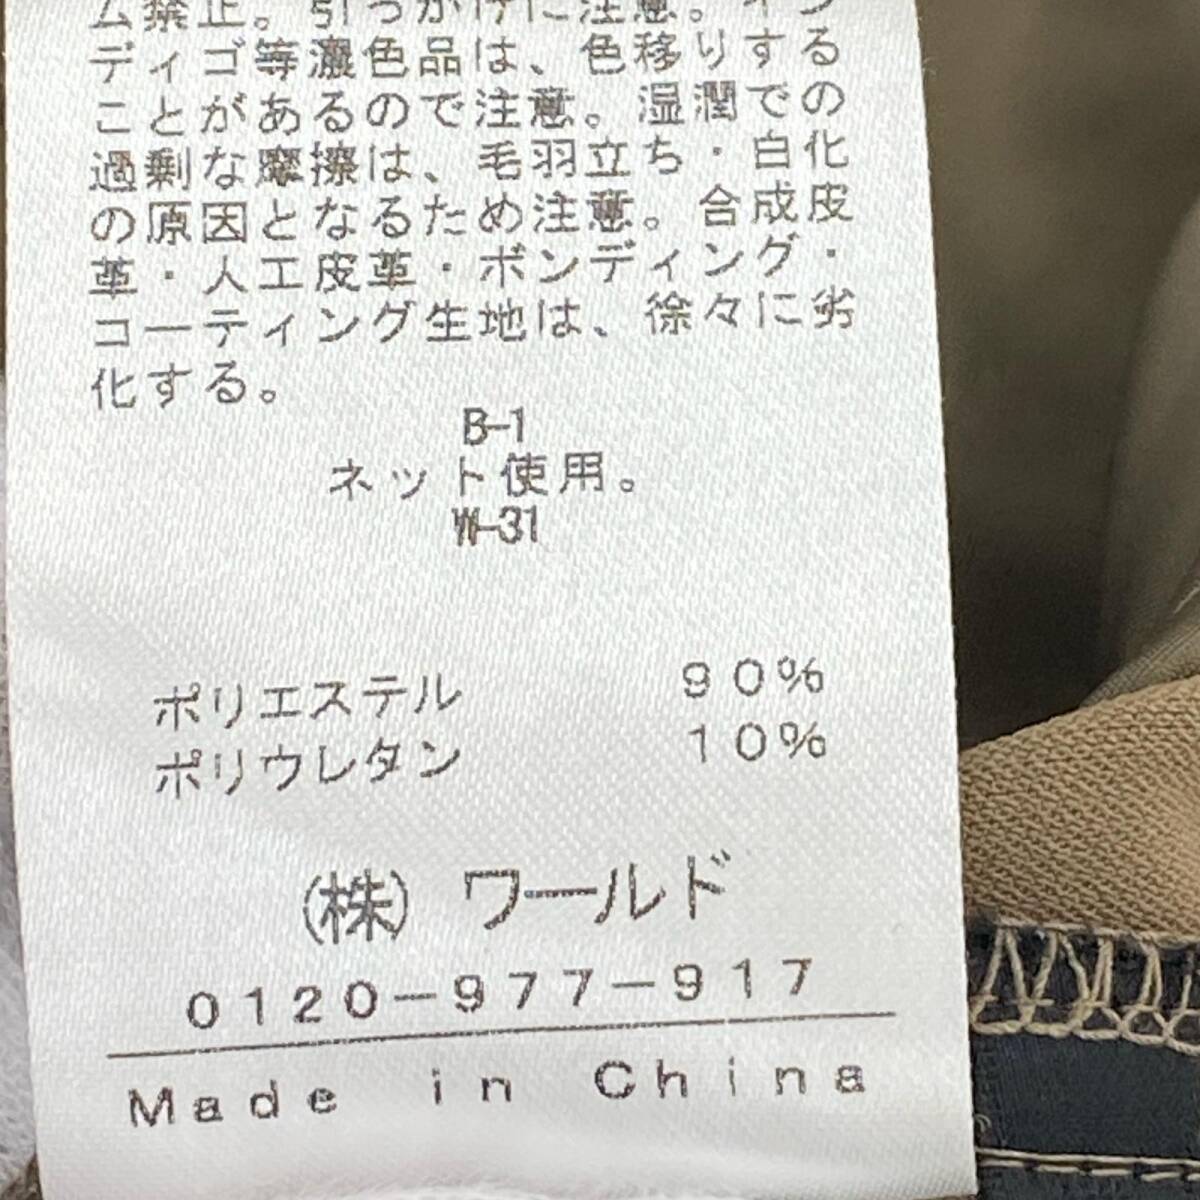 ム禁止。引っかけに注意。イン
ディゴ等濃色品は、色移りする
ことがあるので注意。湿潤での
過剰な摩擦は、毛羽立ち・白化
の原因となるため注意。合成皮
革・人工皮革・ボンディング・
コーティング生地は、徐々に劣
化する。
B-1
ネット使用。
W-31
ポリエステル 90%
ポリウレタン 10%
(株) ワールド
0120-977-917
Made in China